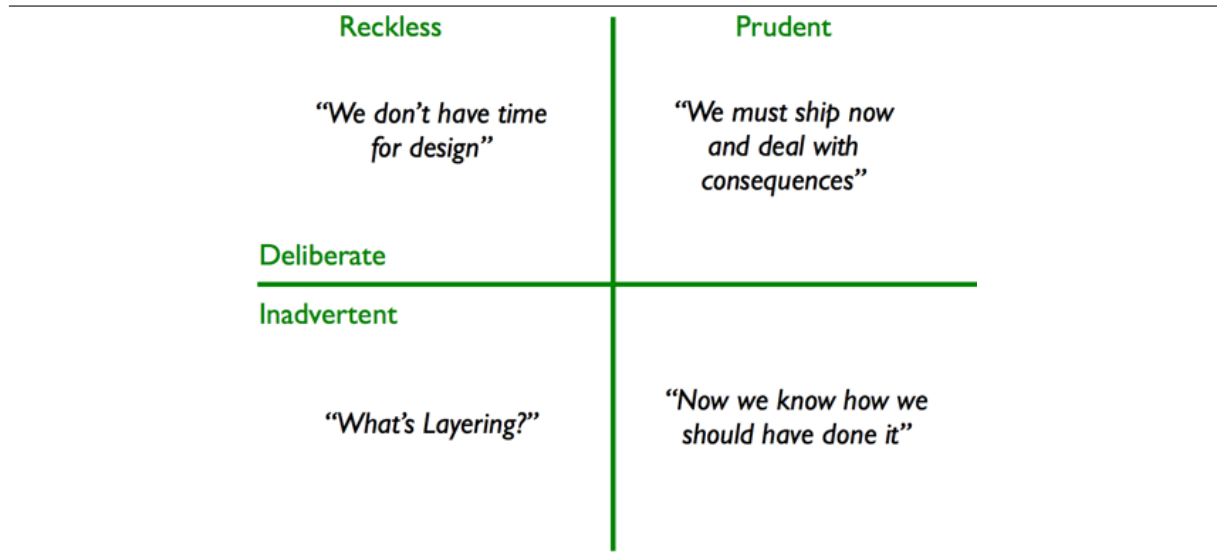 Reckless
Prudent
“We don’t have time
for design”
“We must ship now
and deal with
consequences”
Deliberate
Inadvertent
“What’s Layering?”
“Now we know how we
should have done it”